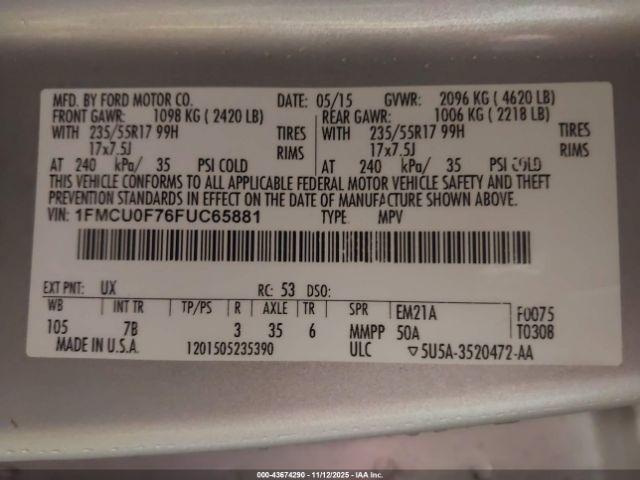 MFD. BY FORD MOTOR CO. DATE: 05/15 GVWR: 2096 KG ( 4620 LB)
FRONT GAWR: 1098 KG ( 2420 LB) REAR GAWR: 1006 KG ( 2218 LB)
WITH 235/55R17 99H TIRES WITH 235/55R17 99H TIRES
17x7.5J RIMS 17x7.5J RIMS
AT 240 kPa/ 35 PSI COLD AT 240 kPa/ 35 PSI COLD
THIS VEHICLE CONFORMS TO ALL APPLICABLE FEDERAL MOTOR VEHICLE SAFETY AND THEFT
PREVENTION STANDARDS IN EFFECT ON THE DATE OF MANUFACTURE SHOWN ABOVE.
VIN: 1FMCU0F76FUC65881 TYPE: MPV
EXT PNT: UX RC: 53 DSO:
WB INT TR TP/PS R AXLE TR SPR EM21A F0075
105 7B 3 35 6 MMPP 50A T0308
MADE IN U.S.A. 1201505235390 ULC ▽5U5A-3520472-AA
000-43674290 - 11/12/2025 - IAA Inc.